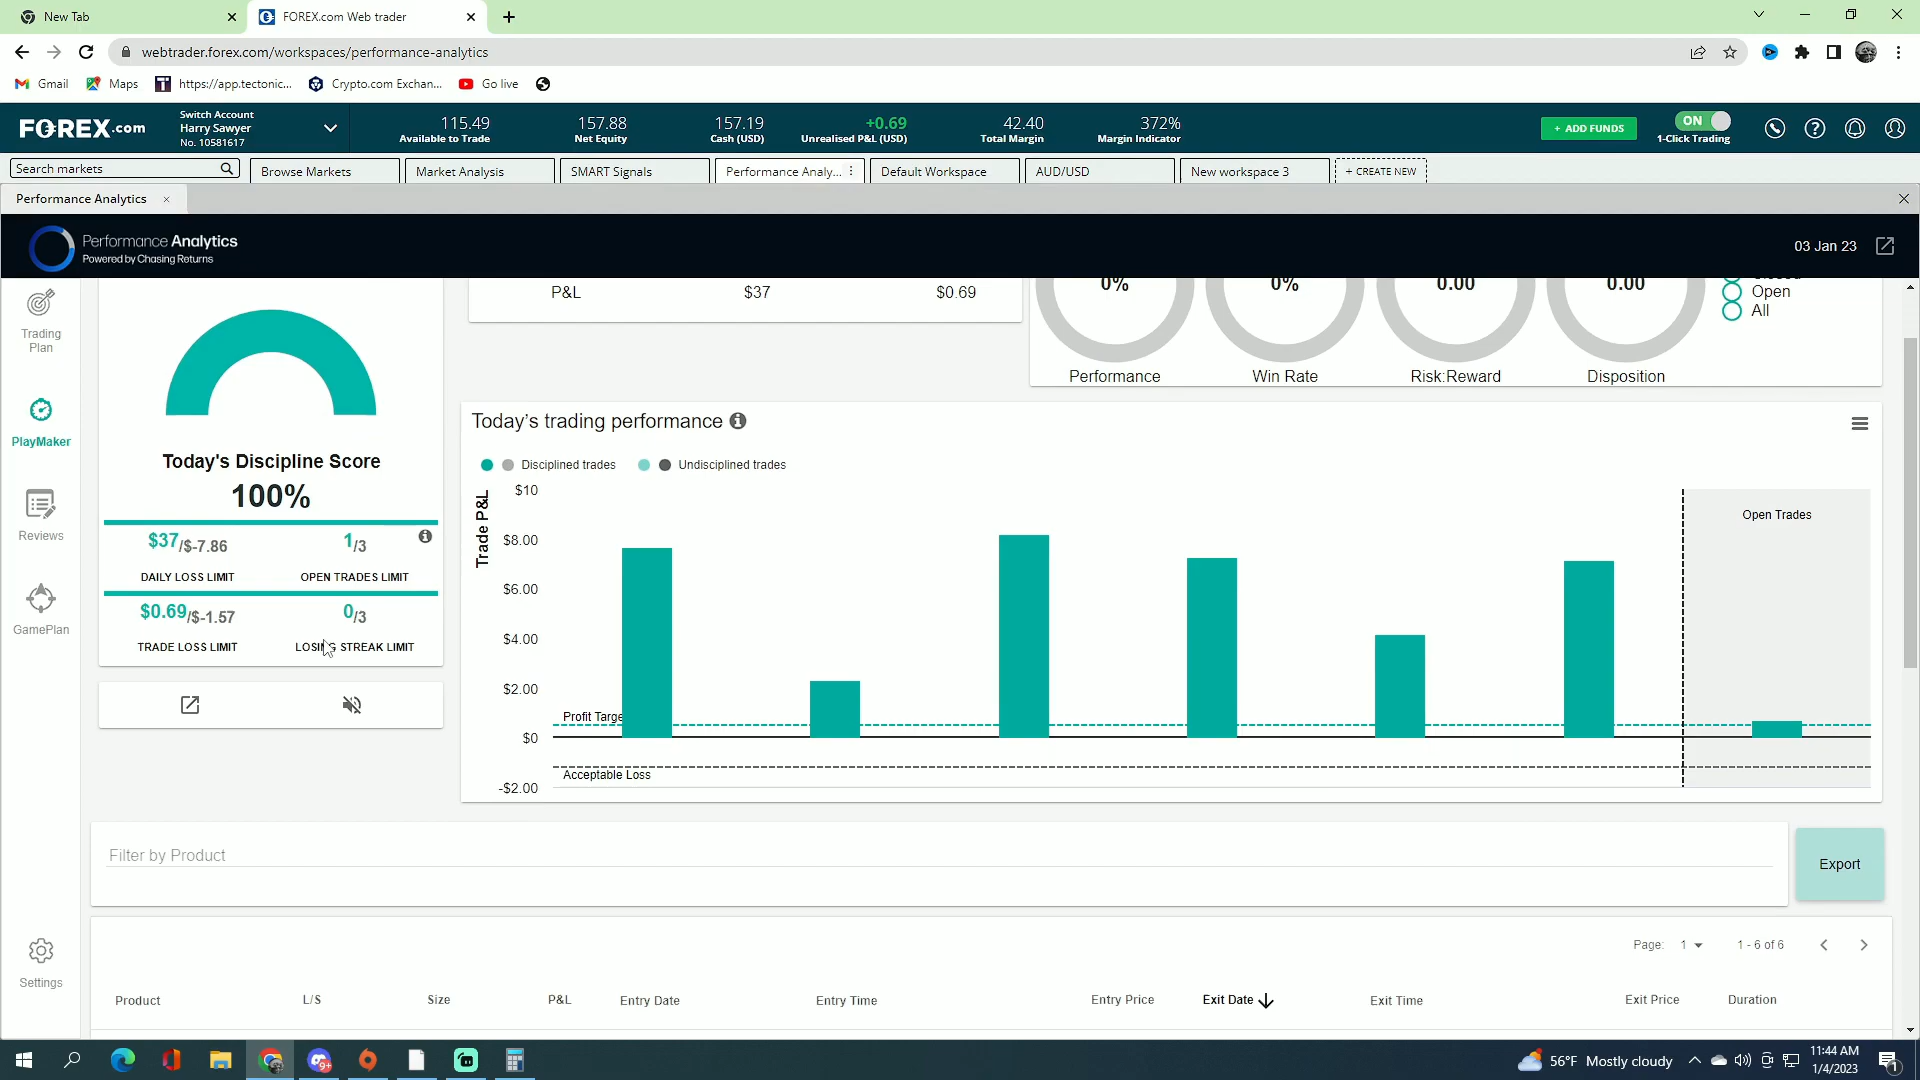 New Tab
FOREX.com Web trader
webtrader.forex.com/workspaces/performance-analytics
Gmail
Maps
https://app.tectonic...
Crypto.com Exchan...
Go live
FOREX.com
Switch Account
Harry Sawyer
No. 10581617
115.49
Available to Trade
157.88
Net Equity
157.19
Cash (USD)
+0.69
Unrealised P&L (USD)
42.40
Total Margin
372%
Margin Indicator
+ ADD FUNDS
ON
1-Click Trading
Search markets
Browse Markets
Market Analysis
SMART Signals
Performance Analy...
Default Workspace
AUD/USD
New workspace 3
+ CREATE NEW
Performance Analytics
Performance Analytics
Powered by Chasing Returns
03 Jan 23
Trading
Plan
PlayMaker
Reviews
GamePlan
Settings
Today's Discipline Score
100%
$37/$-7.86
DAILY LOSS LIMIT
1/3
OPEN TRADES LIMIT
$0.69/$-1.57
TRADE LOSS LIMIT
0/3
LOSING STREAK LIMIT
P&L $37 $0.69
0%
Performance
0%
Win Rate
0.00
Risk:Reward
0.00
Disposition
Open
All
Today's trading performance
Disciplined trades
Undisciplined trades
Trade P&L
$10
$8.00
$6.00
$4.00
$2.00
$0
-$2.00
Profit Targe
Acceptable Loss
Open Trades
Filter by Product
Export
Page: 1
1 - 6 of 6
Product L/S Size P&L Entry Date Entry Time Entry Price Exit Date Exit Time Exit Price Duration
9+
56°F Mostly cloudy
11:44 AM
1/4/2023
1